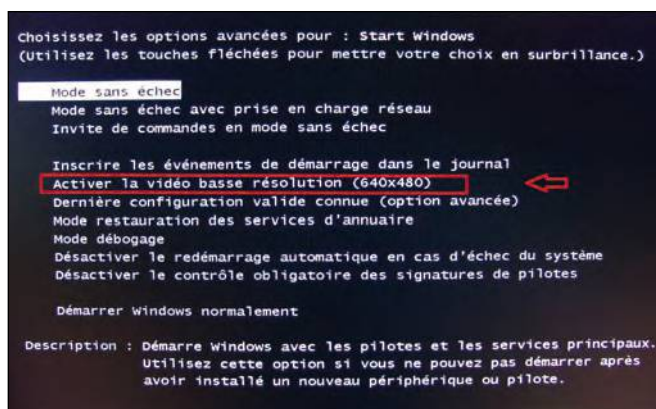 Choisissez les options avancées pour : Start Windows
(Utilisez les touches fléchées pour mettre votre choix en surbrillance.)
Mode sans échec
Mode sans échec avec prise en charge réseau
Invite de commandes en mode sans échec
Inscrire les événements de démarrage dans le journal
Activer la vidéo basse résolution (640x480)
Dernière configuration valide connue (option avancée)
Mode restauration des services d'annuaire
Mode débogage
Désactiver le redémarrage automatique en cas d'échec du système
Désactiver le contrôle obligatoire des signatures de pilotes
Démarrer Windows normalement
Description : Démarre Windows avec les pilotes et les services principaux.
Utilisez cette option si vous ne pouvez pas démarrer après
avoir installé un nouveau périphérique ou pilote.